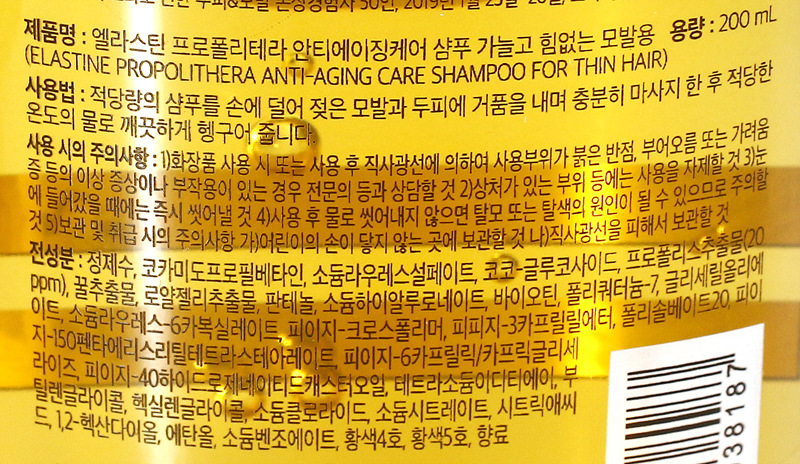 두피&모발 손상경험자 50인, 2019년 1월 23일~
제품명 : 엘라스틴 프로폴리테라 안티에이징케어 샴푸 가늘고 힘없는 모발용 용량 : 200 mL
(ELASTINE PROPOLITHERA ANTI-AGING CARE SHAMPOO FOR THIN HAIR)
사용법 : 적당량의 샴푸를 손에 덜어 젖은 모발과 두피에 거품을 내며 충분히 마사지 한 후 적당한
온도의 물로 깨끗하게 헹구어 줍니다.
사용 시의 주의사항 : 1)화장품 사용 시 또는 사용 후 직사광선에 의하여 사용부위가 붉은 반점, 부어오름 또는 가려움
증 등의 이상 증상이나 부작용이 있는 경우 전문의 등과 상담할 것 2)상처가 있는 부위 등에는 사용을 자제할 것 3)눈
에 들어갔을 때에는 즉시 씻어낼 것 4)사용 후 물로 씻어내지 않으면 탈모 또는 탈색의 원인이 될 수 있으므로 주의할
것 5)보관 및 취급 시의 주의사항 가)어린이의 손이 닿지 않는 곳에 보관할 것 나)직사광선을 피해서 보관할 것
전성분 : 정제수, 코카미도프로필베타인, 소듐라우레스설페이트, 코코-글루코사이드, 프로폴리스추출물(20
ppm), 꿀추출물, 로얄젤리추출물, 판테놀, 소듐하이알루로네이트, 바이오틴, 폴리쿼터늄-7, 글리세릴올리에
이트, 소듐라우레스-6카복실레이트, 피이지-크로스폴리머, 피피지-3카프릴릴에터, 폴리솔베이트20, 피이
지-150펜타에리스리틸테트라스테아레이트, 피이지-6카프릴릭/카프릭글리세
라이즈, 피이지-40하이드로제네이티드캐스터오일, 테트라소듐이디티에이, 부
틸렌글라이콜, 헥실렌글라이콜, 소듐클로라이드, 소듐시트레이트, 시트릭애씨
드, 1,2-헥산다이올, 에탄올, 소듐벤조에이트, 황색4호, 황색5호, 향료
38187